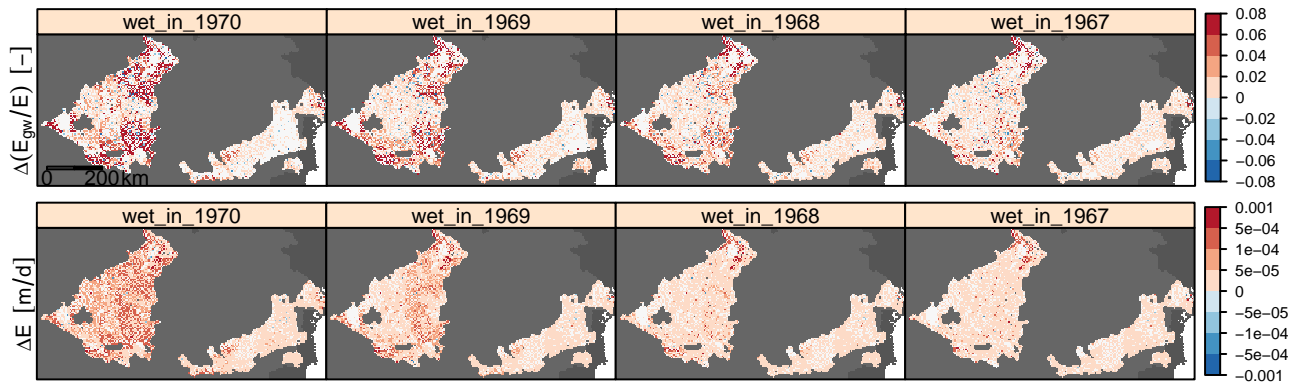 wet_in_1970 wet_in_1969 wet_in_1968 wet_in_1967
Δ(E_gw/E) [−]
0 200km
0.08
0.06
0.04
0.02
0
−0.02
−0.04
−0.06
−0.08
wet_in_1970 wet_in_1969 wet_in_1968 wet_in_1967
ΔE [m/d]
0.001
5e−04
1e−04
5e−05
0
−5e−05
−1e−04
−5e−04
−0.001